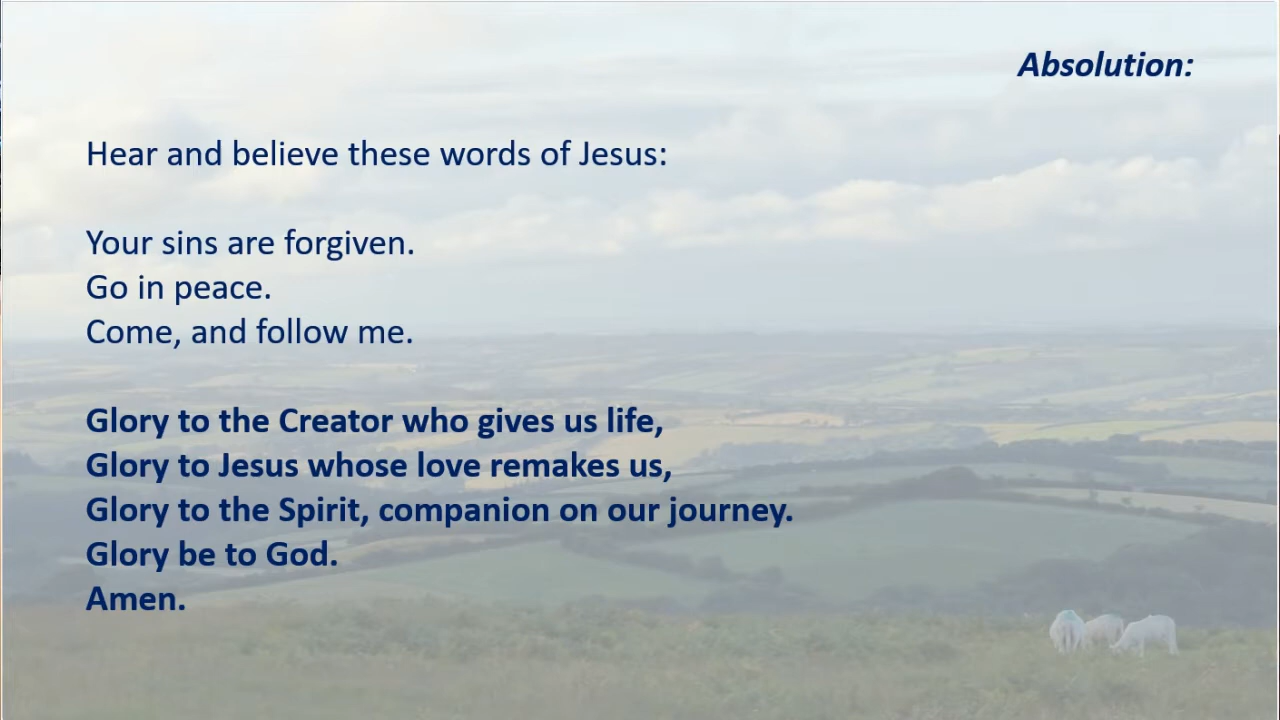 Absolution:
Hear and believe these words of Jesus:
Your sins are forgiven.
Go in peace.
Come, and follow me.
Glory to the Creator who gives us life,
Glory to Jesus whose love remakes us,
Glory to the Spirit, companion on our journey.
Glory be to God.
Amen.